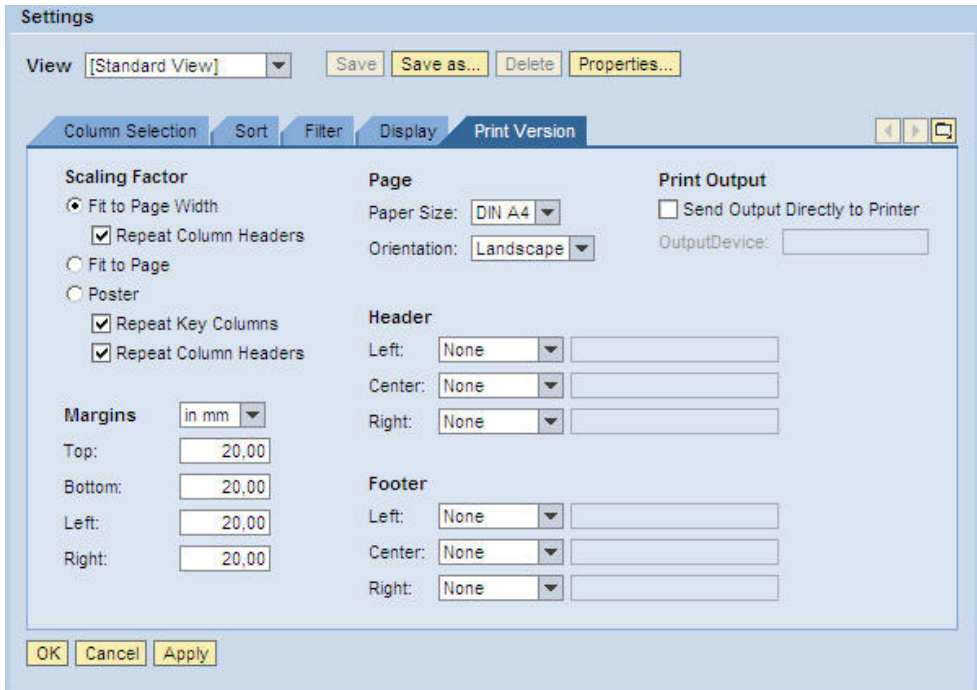 Settings
View [Standard View] Save Save as... Delete Properties...
Column Selection Sort Filter Display Print Version
Scaling Factor
Fit to Page Width
Repeat Column Headers
Fit to Page
Poster
Repeat Key Columns
Repeat Column Headers
Margins in mm
Top: 20,00
Bottom: 20,00
Left: 20,00
Right: 20,00
Page
Paper Size: DIN A4
Orientation: Landscape
Header
Left: None
Center: None
Right: None
Footer
Left: None
Center: None
Right: None
Print Output
Send Output Directly to Printer
OutputDevice:
OK Cancel Apply